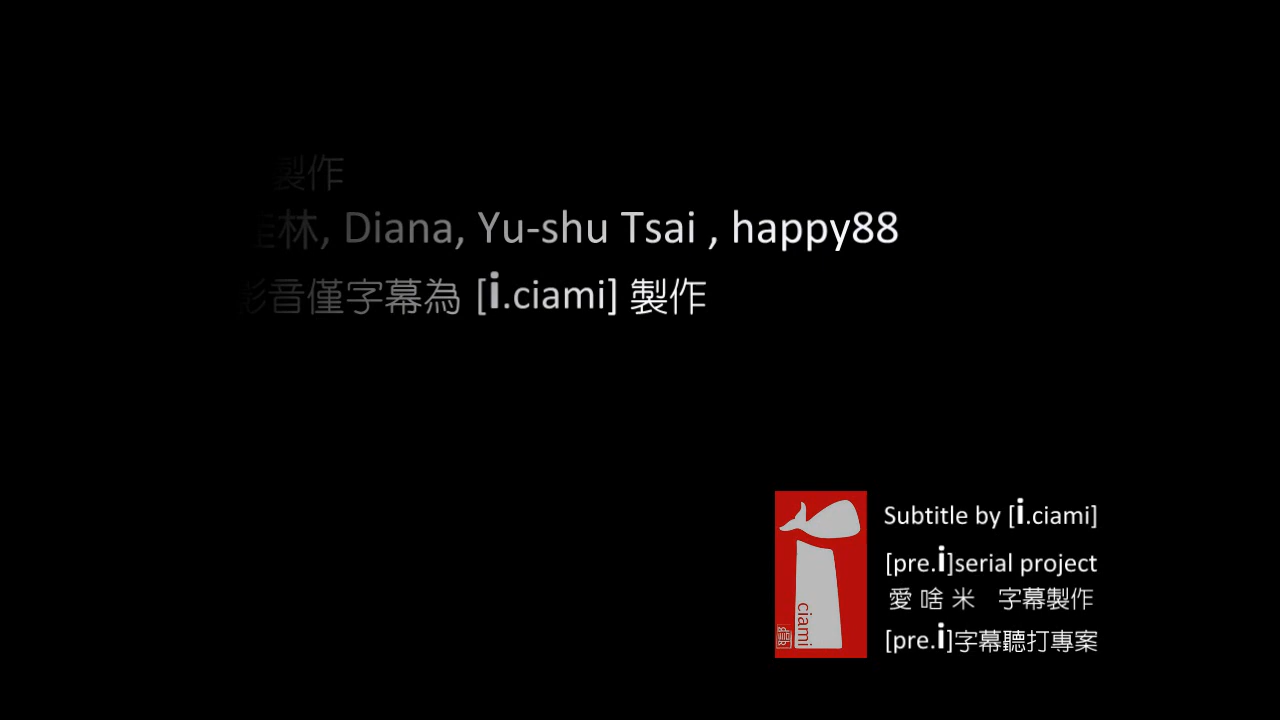 製作
林, Diana, Yu-shu Tsai , happy88
影音僅字幕為 [i.ciami] 製作
Subtitle by [i.ciami]
[pre.i]serial project
愛啥米 字幕製作
[pre.i]字幕聽打專案
ciami